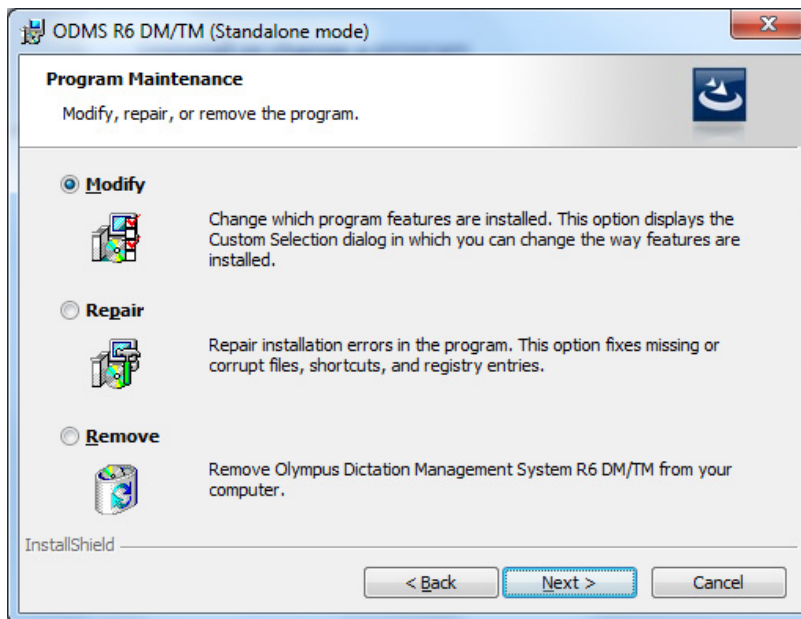 ODMS R6 DM/TM (Standalone mode)
Program Maintenance
Modify, repair, or remove the program.
Modify
Change which program features are installed. This option displays the
Custom Selection dialog in which you can change the way features are
installed.
Repair
Repair installation errors in the program. This option fixes missing or
corrupt files, shortcuts, and registry entries.
Remove
Remove Olympus Dictation Management System R6 DM/TM from your
computer.
InstallShield
< Back
Next >
Cancel